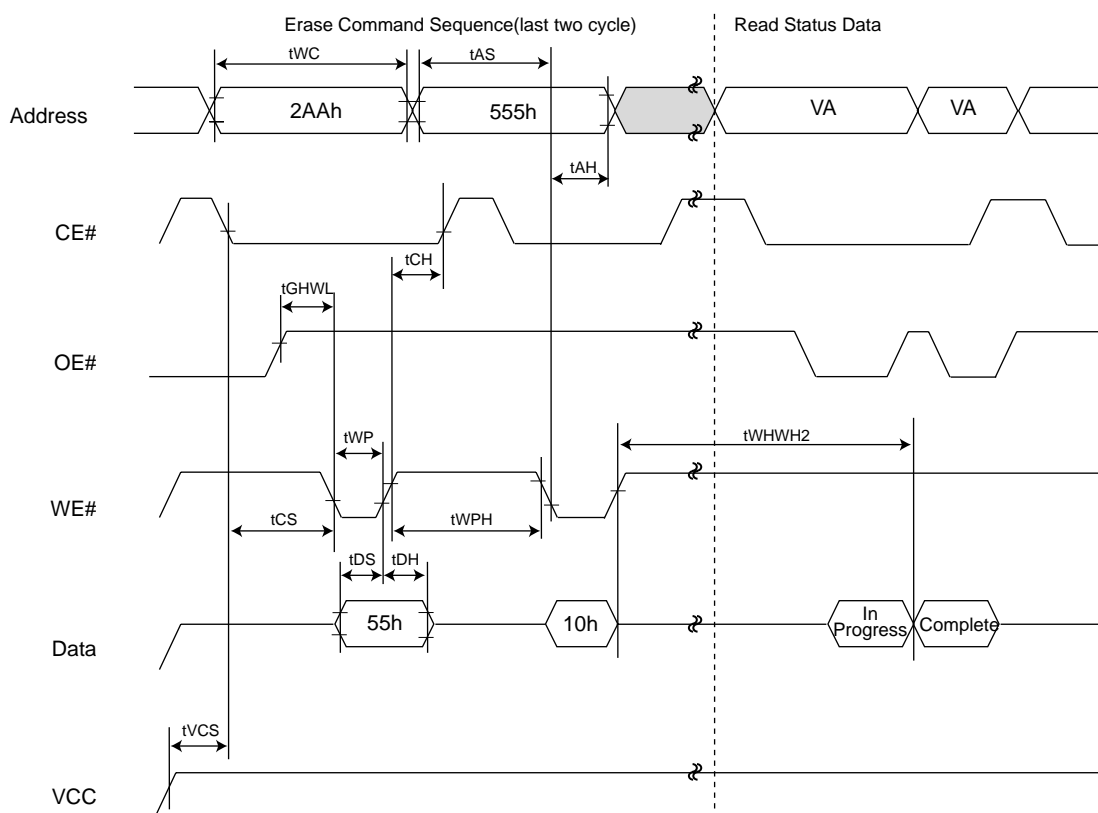 Erase Command Sequence(last two cycle)
Read Status Data
tWC
tAS
Address
2AAh
555h
VA
VA
tAH
CE#
tCH
tGHWL
OE#
tWP
tWHWH2
WE#
tCS
tWPH
tDS
tDH
Data
55h
10h
In
Progress
Complete
tVCS
VCC